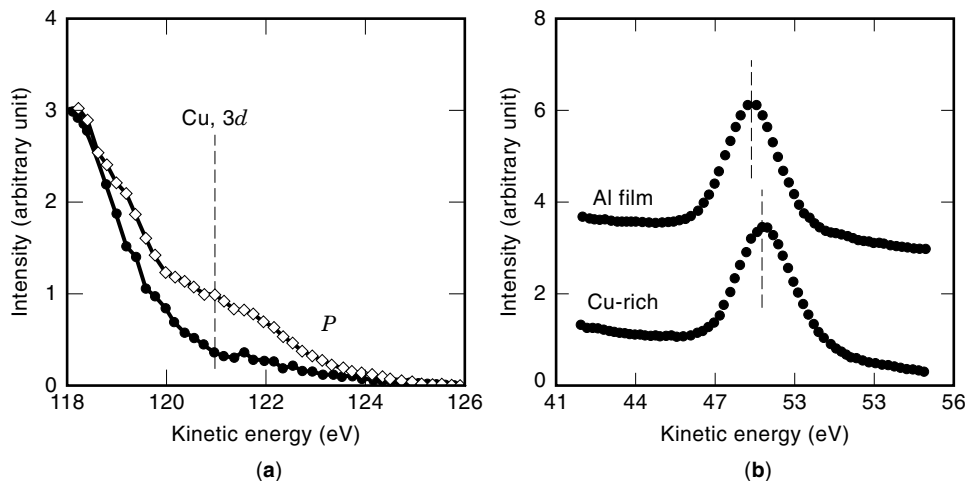 4
3
2
1
0
Intensity (arbitrary unit)
Cu, 3d
P
118 120 122 124 126
Kinetic energy (eV)
(a)
8
6
4
2
0
Intensity (arbitrary unit)
Al film
Cu-rich
41 44 47 53 53 56
Kinetic energy (eV)
(b)